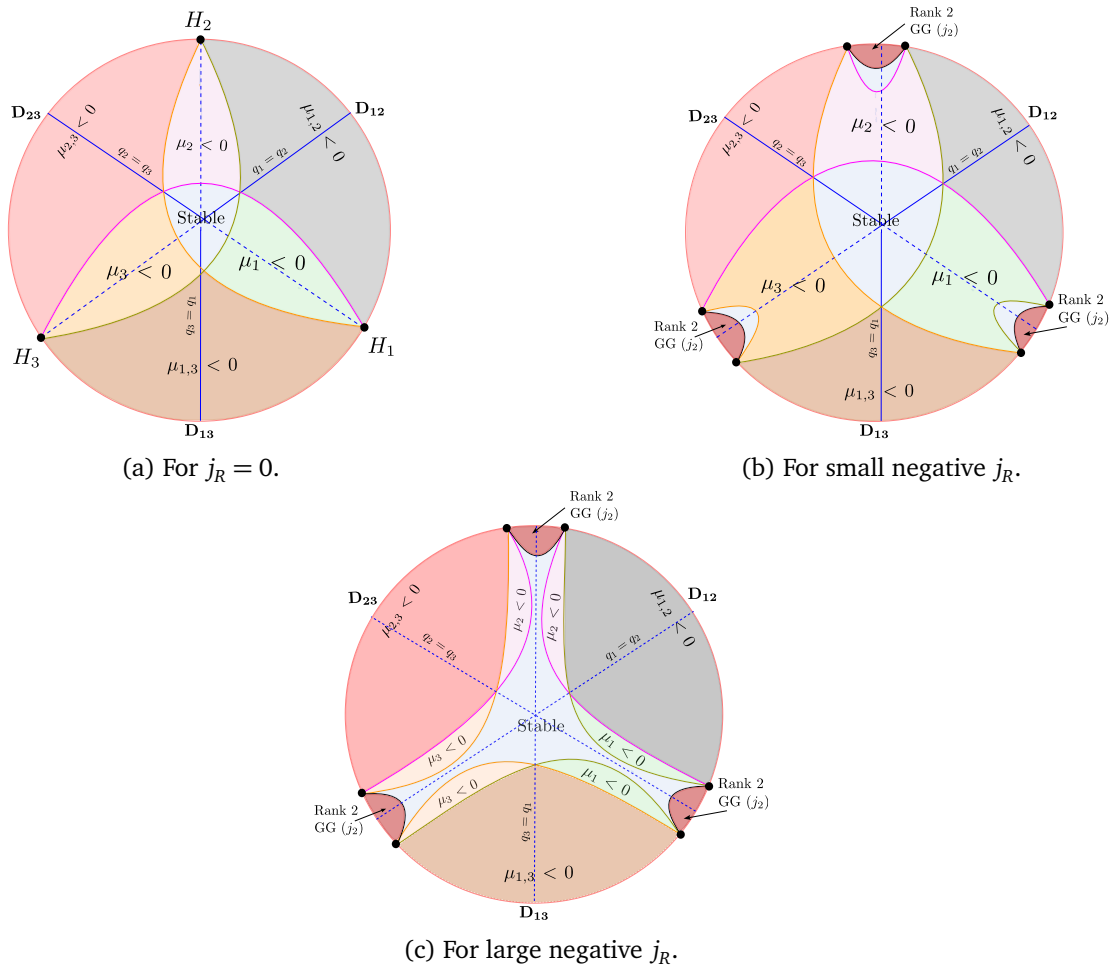 H₂
D₂₃
D₁₂
μ₂,₃ < 0
μ₁,₂ < 0
μ₂ < 0
q₂ = q₃
q₁ = q₂
Stable
μ₃ < 0
μ₁ < 0
q₃ = q₁
H₃
H₁
μ₁,₃ < 0
D₁₃
(a) For j_R = 0.
Rank 2
GG (j₂)
D₂₃
D₁₂
μ₂,₃ < 0
μ₁,₂ < 0
μ₂ < 0
q₂ = q₃
q₁ = q₂
Stable
μ₃ < 0
μ₁ < 0
Rank 2
GG (j₂)
Rank 2
GG (j₂)
q₃ = q₁
μ₁,₃ < 0
D₁₃
(b) For small negative j_R.
Rank 2
GG (j₂)
D₂₃
D₁₂
μ₂,₃ < 0
μ₁,₂ < 0
μ₂ < 0
μ₂ < 0
q₂ = q₃
q₁ = q₂
Stable
μ₃ < 0
μ₁ < 0
μ₃ < 0
μ₁ < 0
Rank 2
GG (j₂)
Rank 2
GG (j₂)
q₃ = q₁
μ₁,₃ < 0
D₁₃
(c) For large negative j_R.